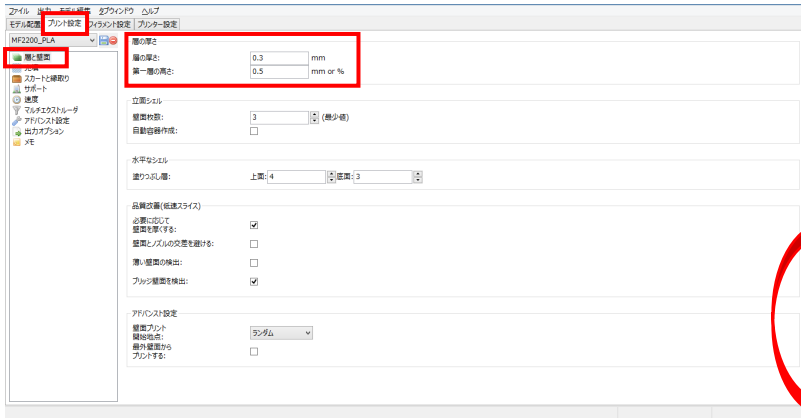 ファイル 出力 モデル編集 タブウィンドウ ヘルプ
モデル配置 プリント設定 フィラメント設定 プリンター設定
MF2200_PLA
層と壁面
スカートと縁取り
サポート
速度
マルチエクストルーダ
アドバンスト設定
出力オプション
メモ
層の厚さ
層の厚さ: 0.3 mm
第一層の高さ: 0.5 mm or %
立面シェル
壁面枚数: 3 (最少値)
自動容器作成:
水平なシェル
塗りつぶし層: 上面: 4 底面: 3
品質改善(低速スライス)
必要に応じて
壁面を厚くする:
壁面とノズルの交差を避ける:
薄い壁面の検出:
ブリッジ壁面を検出:
アドバンスト設定
壁面プリント
開始地点: ランダム
最外壁面から
プリントする: